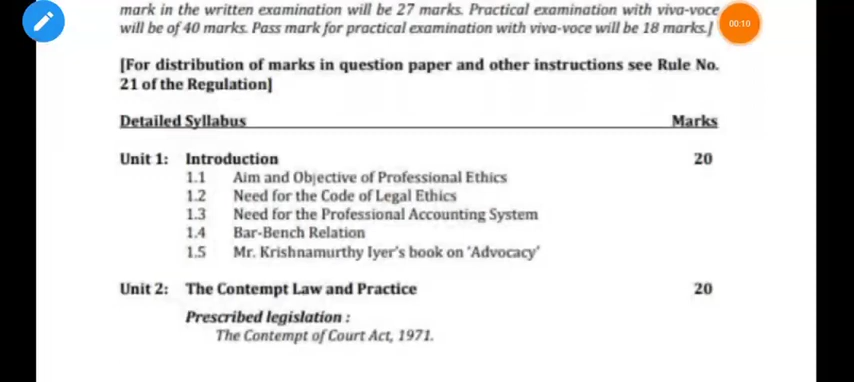 mark in the written examination will be 27 marks. Practical examination with viva-voce
will be of 40 marks. Pass mark for practical examination with viva-voce will be 18 marks.]
00:10
[For distribution of marks in question paper and other instructions see Rule No.
21 of the Regulation]
Detailed Syllabus Marks
Unit 1: Introduction 20
1.1 Aim and Objective of Professional Ethics
1.2 Need for the Code of Legal Ethics
1.3 Need for the Professional Accounting System
1.4 Bar-Bench Relation
1.5 Mr. Krishnamurthy Iyer's book on 'Advocacy'
Unit 2: The Contempt Law and Practice 20
Prescribed legislation :
The Contempt of Court Act, 1971.